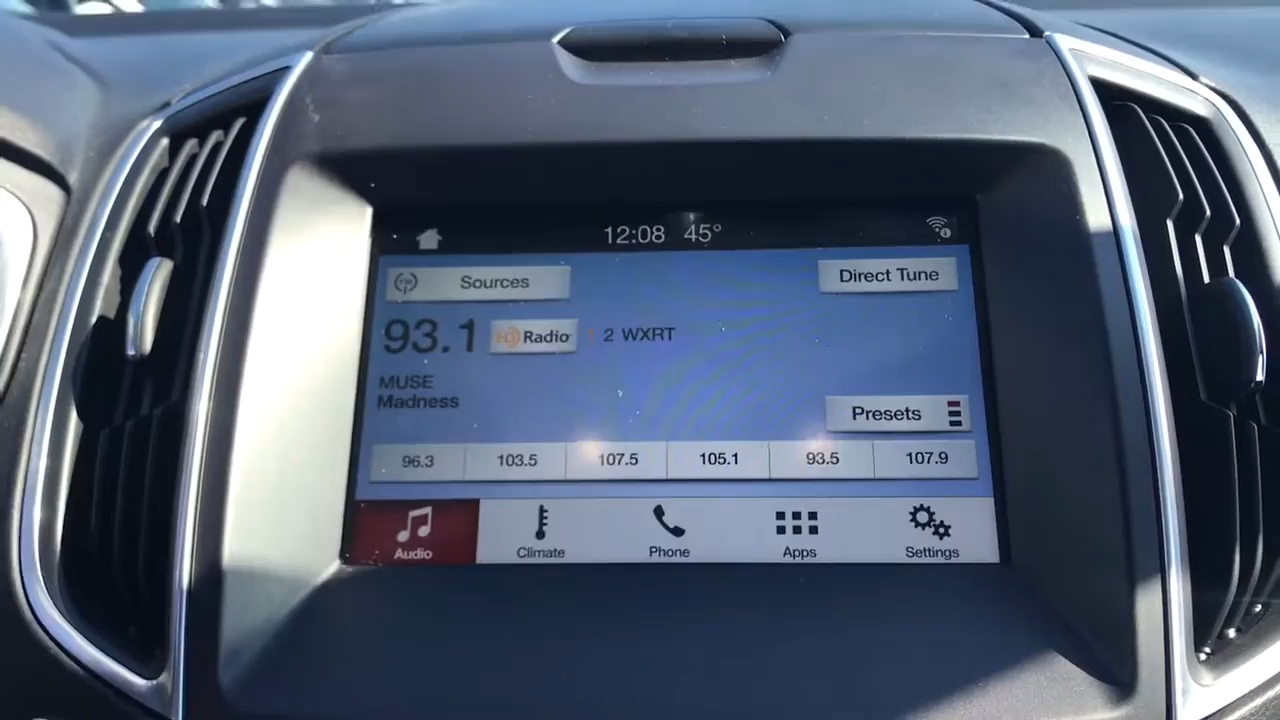 12:08 45°
Sources
Direct Tune
93.1 HD Radio 2 WXRT
MUSE
Madness
Presets
96.3 103.5 107.5 105.1 93.5 107.9
Audio Climate Phone Apps Settings